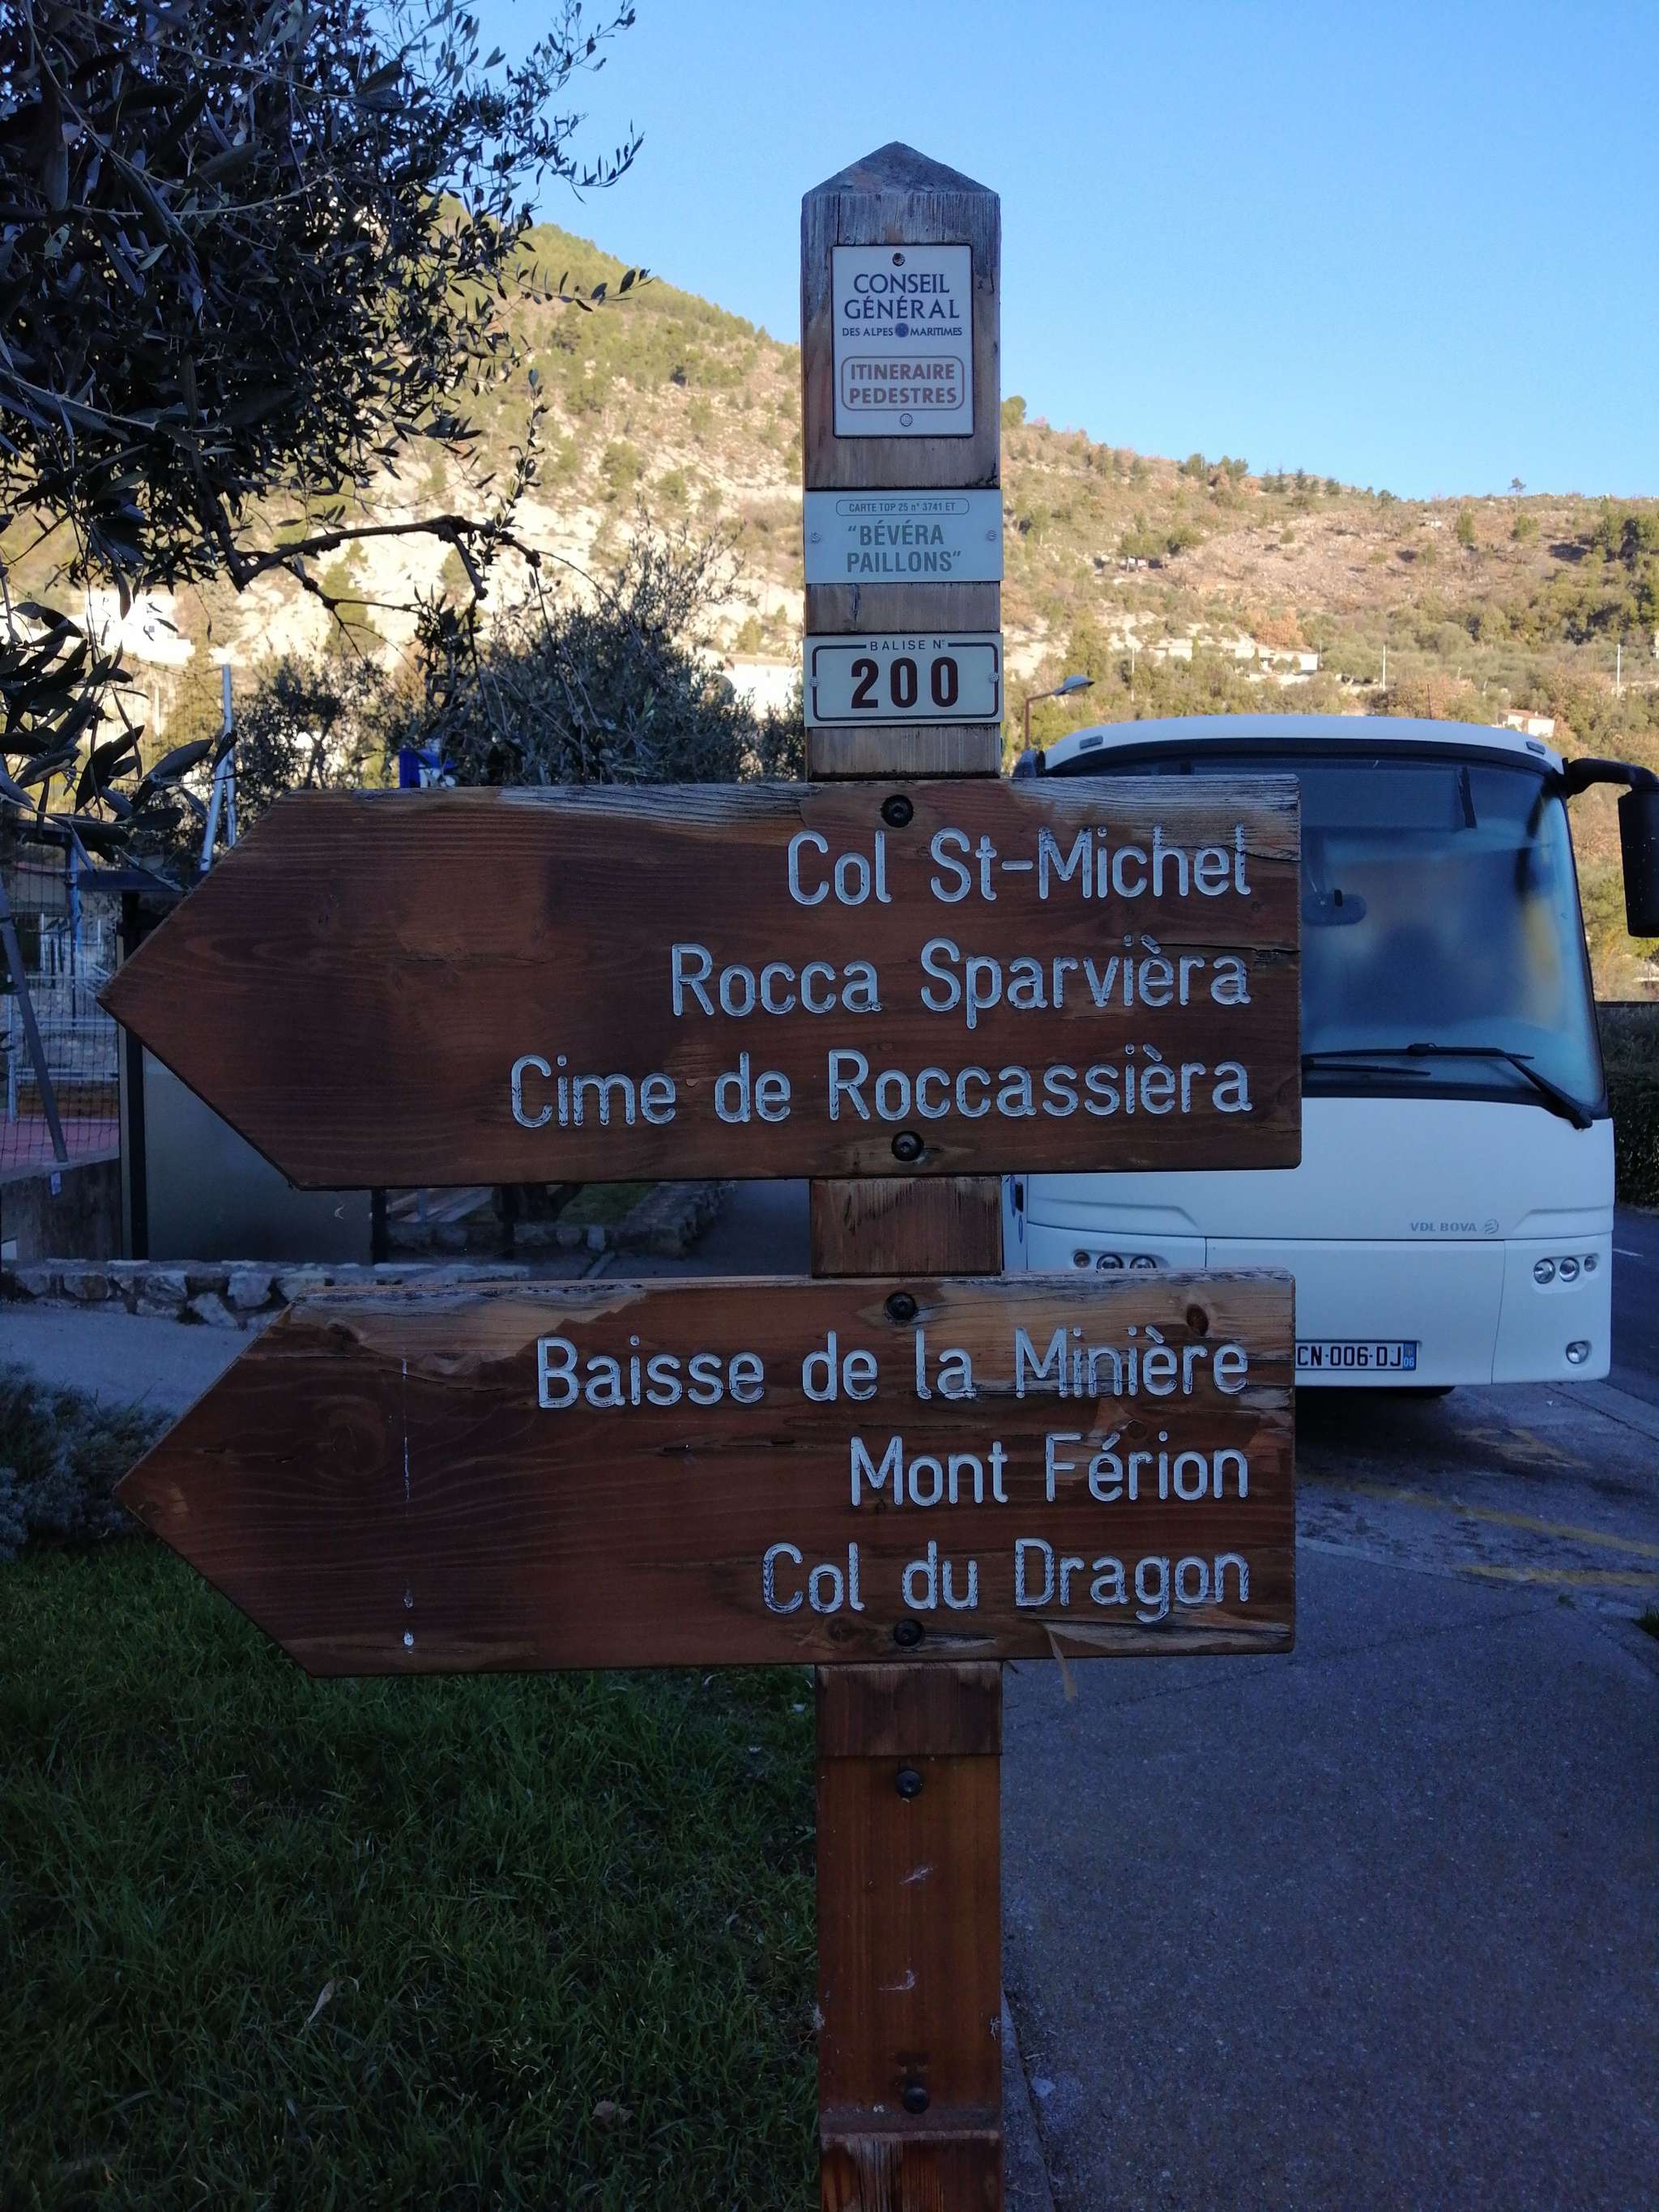 CONSEIL
GÉNÉRAL
DES ALPES MARITIMES
ITINERAIRE
PEDESTRES
CARTE TOP 25 n° 3741 ET
"BÉVÉRA
PAILLONS"
BALISE N°
200
Col St-Michel
Rocca Sparvièra
Cime de Roccassièra
VDL BOVA
Baisse de la Minière
CN-006-DJ 06
Mont Férion
Col du Dragon